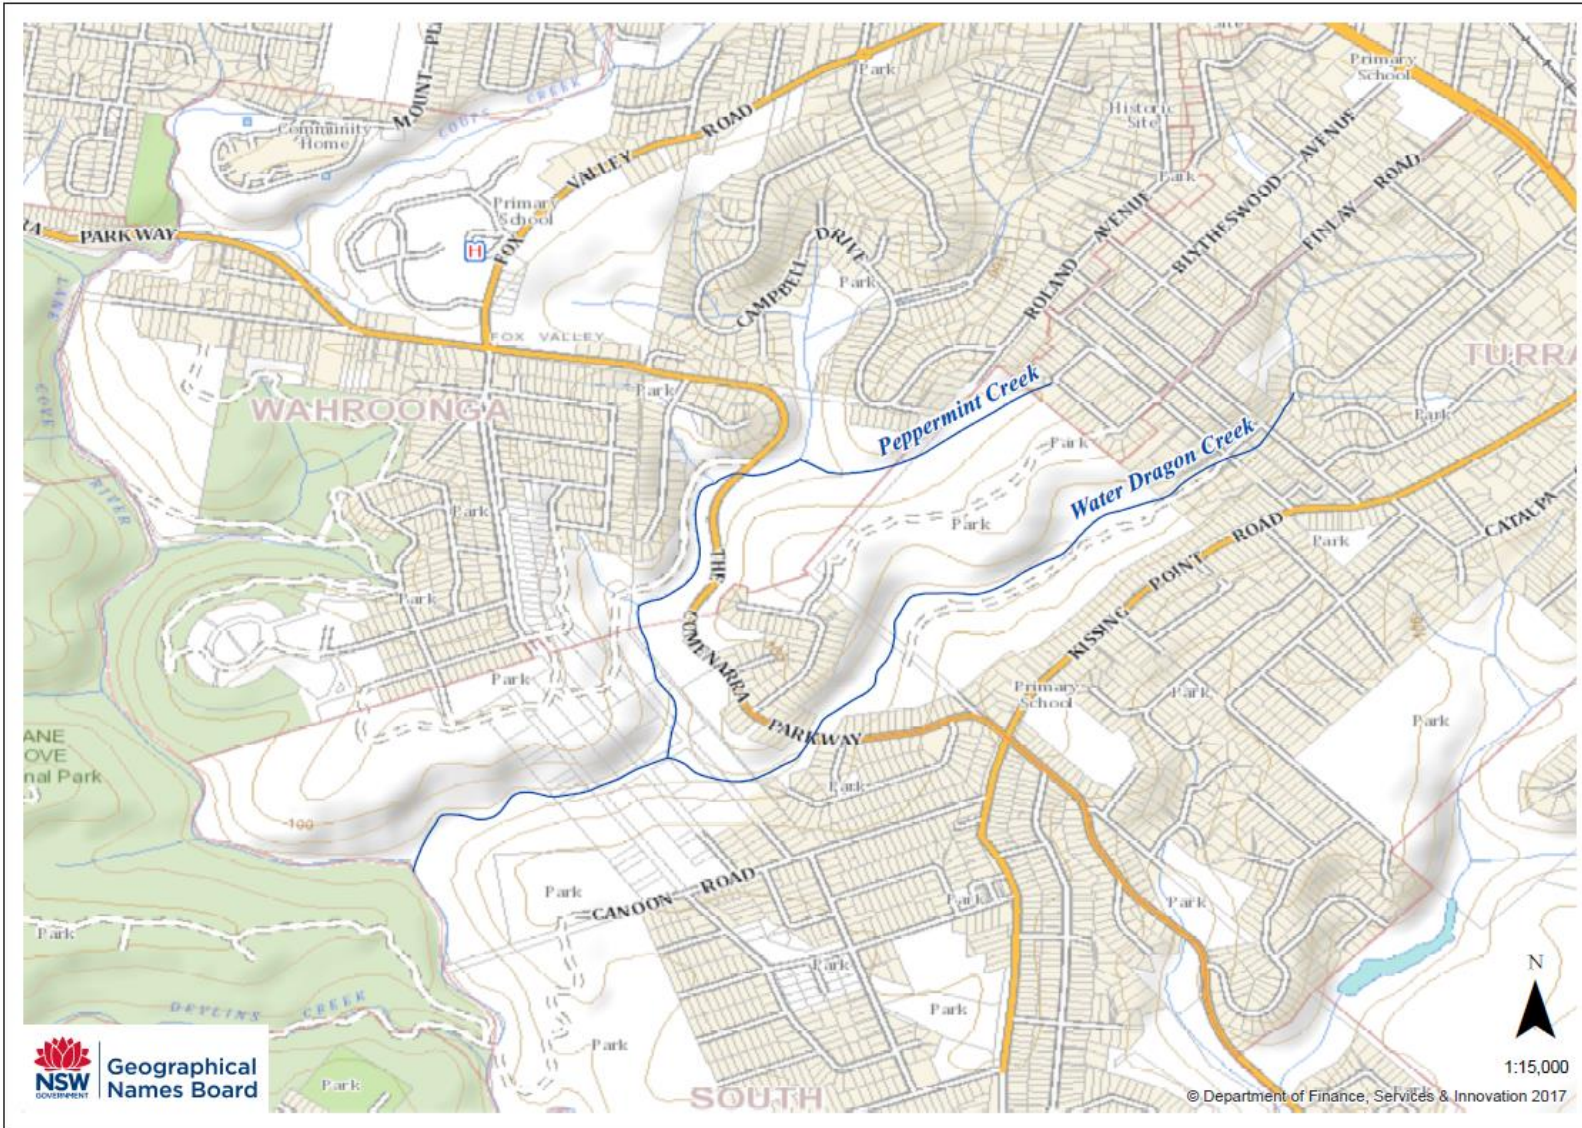 MOUNT PL
COUPS CREEK
Community
Home
Park
ROAD
VALLEY
FOX
Primary
School
H
Primary
School
Historic
Site
Park
ROLAND AVENUE
BLYTHESWOOD AVENUE
FINLAY ROAD
RA PARKWAY
CAMPBELL DRIVE
Park
LANE
COVE
RIVER
FOX VALLEY
TURRA
WAHROONGA
Park
Peppermint Creek
Park
Park
Water Dragon Creek
Park
Park
Park
CATALPA
KISSING POINT ROAD
THE
COMENARRA
PARKWAY
Park
Park
Primary
School
Park
Park
ANE
OVE
nal Park
Park
100
Park
CANOON ROAD
Park
Park
Park
Park
DEVLINS CREEK
Park
Park
Park
SOUTH
NSW
GOVERNMENT
Geographical
Names Board
N
1:15,000
© Department of Finance, Services & Innovation 2017